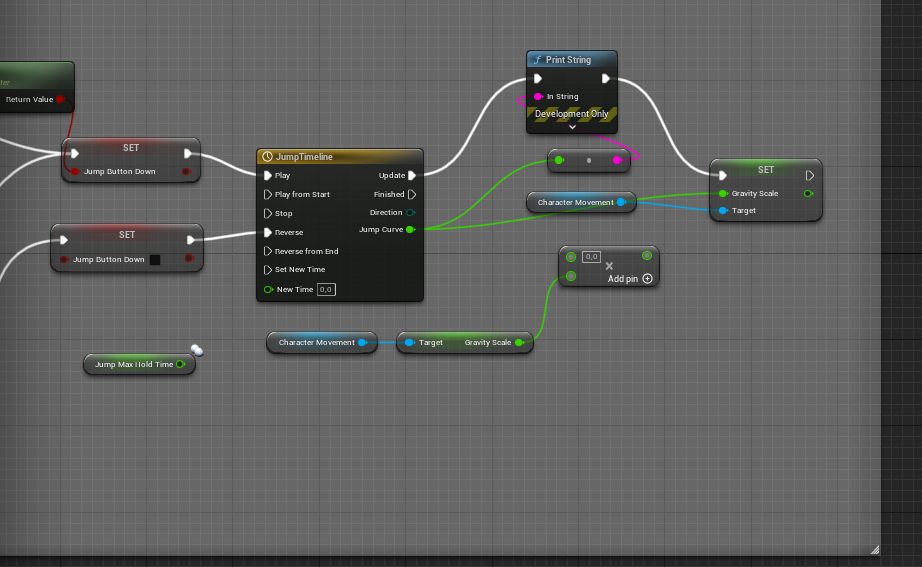 der
Return Value
SET
Jump Button Down
SET
Jump Button Down
JumpTimeline
Play
Update
Play from Start
Finished
Stop
Direction
Reverse
Jump Curve
Reverse from End
Set New Time
New Time
0,0
f Print String
In String
Development Only
Character Movement
SET
Gravity Scale
Target
0,0
Add pin
Character Movement
Target
Gravity Scale
Jump Max Hold Time